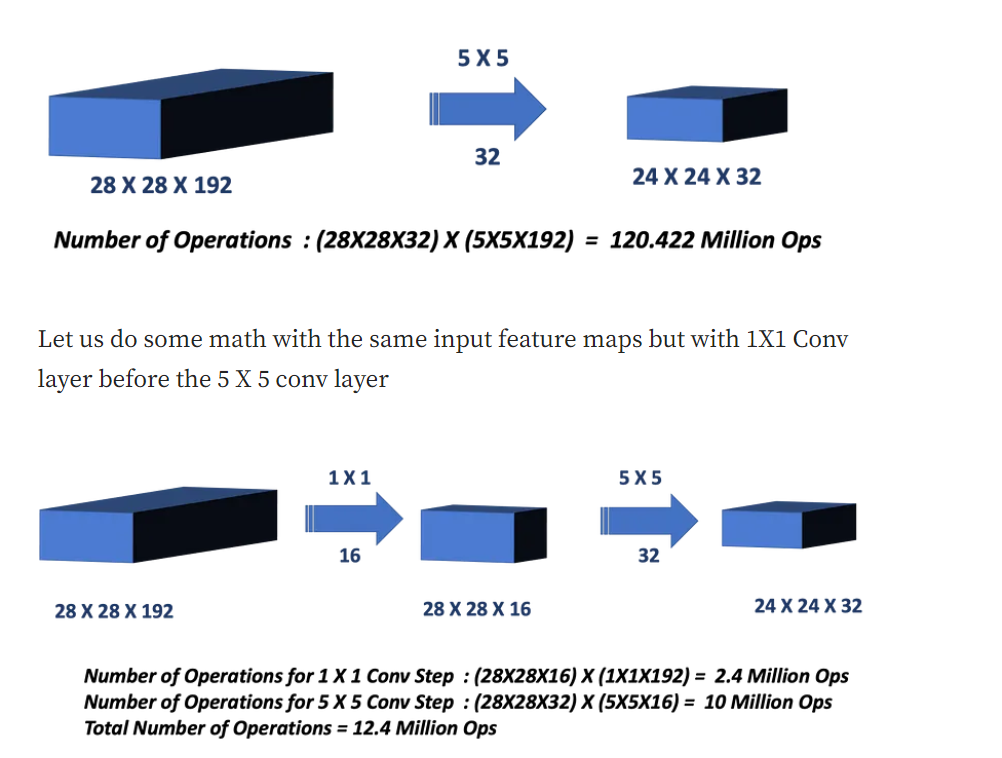 5 X 5
32
28 X 28 X 192
24 X 24 X 32
Number of Operations : (28X28X32) X (5X5X192) = 120.422 Million Ops
Let us do some math with the same input feature maps but with 1X1 Conv
layer before the 5 X 5 conv layer
1 X 1
5 X 5
16
32
28 X 28 X 192
28 X 28 X 16
24 X 24 X 32
Number of Operations for 1 X 1 Conv Step : (28X28X16) X (1X1X192) = 2.4 Million Ops
Number of Operations for 5 X 5 Conv Step : (28X28X32) X (5X5X16) = 10 Million Ops
Total Number of Operations = 12.4 Million Ops